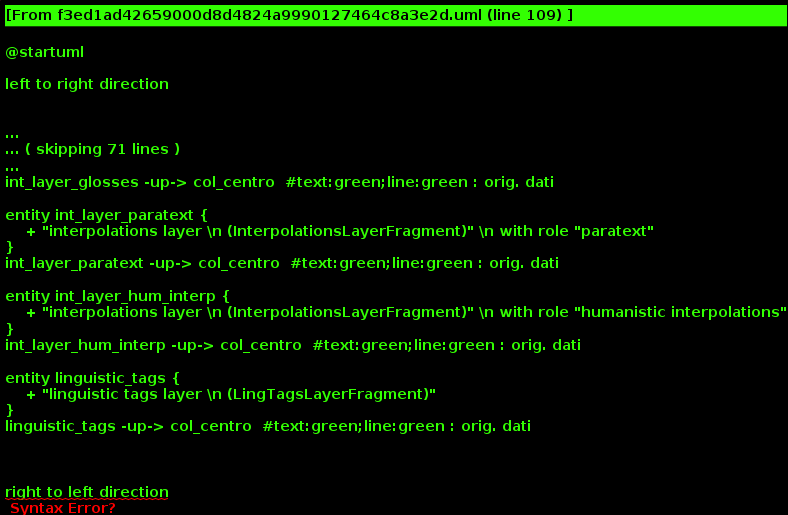 [From f3ed1ad42659000d8d4824a9990127464c8a3e2d.uml (line 109) ]
@startuml
left to right direction
...
... ( skipping 71 lines )
...
int_layer_glosses -up-> col_centro  #text:green;line:green : orig. dati
entity int_layer_paratext {
    + "interpolations layer \n (InterpolationsLayerFragment)" \n with role "paratext"
}
int_layer_paratext -up-> col_centro  #text:green;line:green : orig. dati
entity int_layer_hum_interp {
    + "interpolations layer \n (InterpolationsLayerFragment)" \n with role "humanistic interpolations"
}
int_layer_hum_interp -up-> col_centro  #text:green;line:green : orig. dati
entity linguistic_tags {
    + "linguistic tags layer \n (LingTagsLayerFragment)"
}
linguistic_tags -up-> col_centro  #text:green;line:green : orig. dati
right to left direction
Syntax Error?